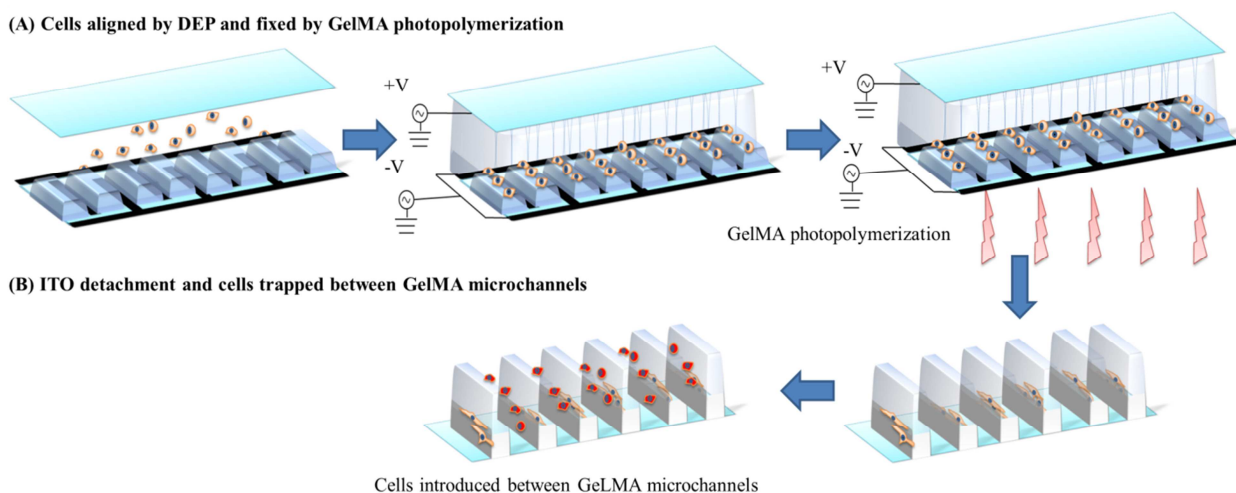 (A) Cells aligned by DEP and fixed by GelMA photopolymerization
+V
-V
+V
-V
GelMA photopolymerization
(B) ITO detachment and cells trapped between GelMA microchannels
Cells introduced between GeLMA microchannels